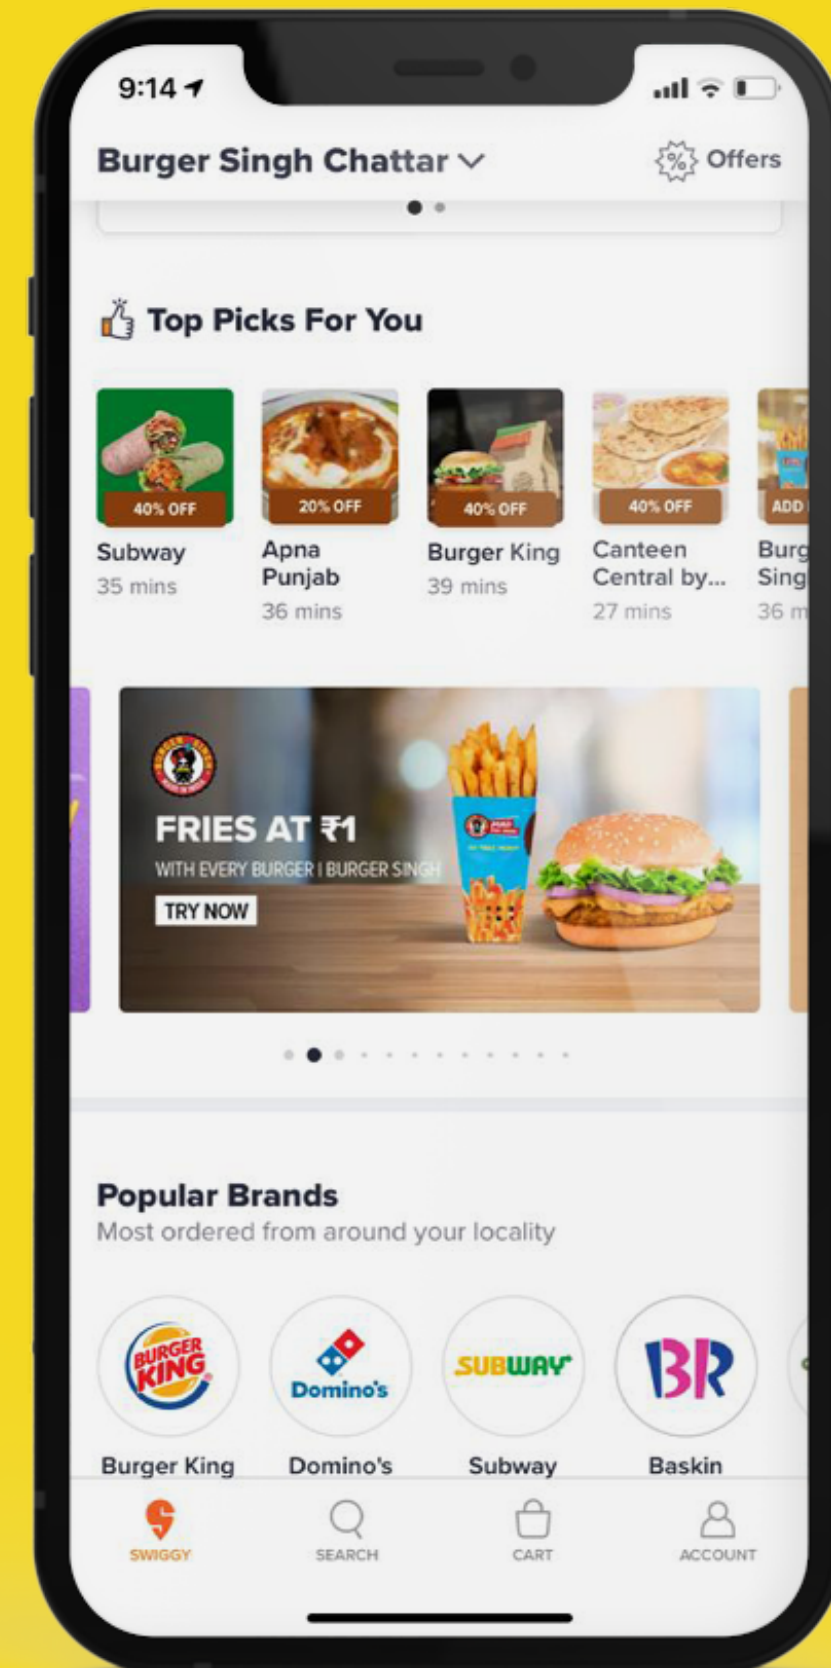 9:14
Burger Singh Chattar
Offers
Top Picks For You
40% OFF
20% OFF
40% OFF
40% OFF
ADD
Subway
35 mins
Apna
Punjab
36 mins
Burger King
39 mins
Canteen
Central by...
27 mins
Burg
Sing
36 m
BURGER SINGH
FRIES AT ₹1
WITH EVERY BURGER | BURGER SINGH
TRY NOW
Popular Brands
Most ordered from around your locality
BURGER
KING
Domino's
SUBWAY
BR
Burger King
Domino's
Subway
Baskin
SWIGGY
SEARCH
CART
ACCOUNT